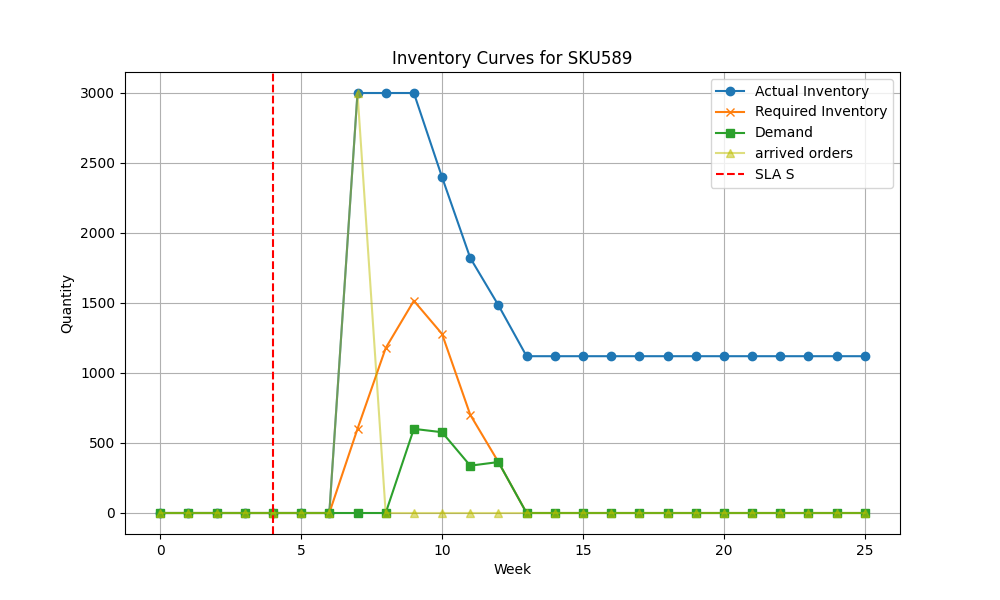 Inventory Curves for SKU589
Actual Inventory
Required Inventory
Demand
arrived orders
SLA S
3000
2500
2000
1500
1000
500
0
Quantity
0 5 10 15 20 25
Week